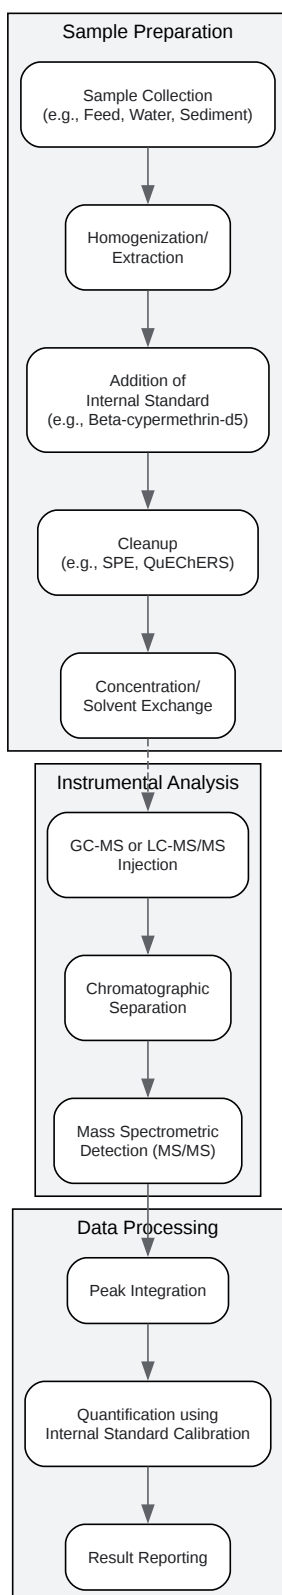 Sample Preparation
Sample Collection
(e.g., Feed, Water, Sediment)
Homogenization/
Extraction
Addition of
Internal Standard
(e.g., Beta-cypermethrin-d5)
Cleanup
(e.g., SPE, QuEChERS)
Concentration/
Solvent Exchange
Instrumental Analysis
GC-MS or LC-MS/MS
Injection
Chromatographic
Separation
Mass Spectrometric
Detection (MS/MS)
Data Processing
Peak Integration
Quantification using
Internal Standard Calibration
Result Reporting